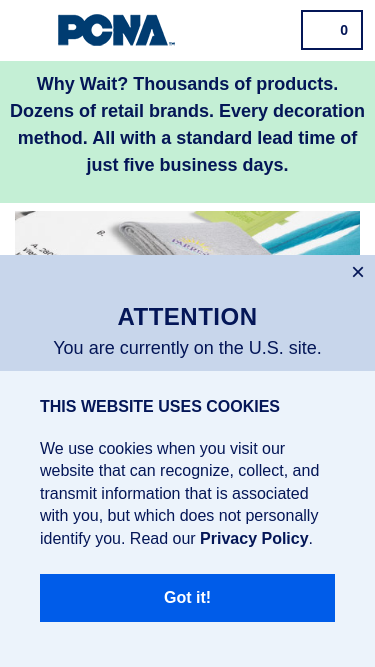 PCNA
0
Why Wait? Thousands of products.
Dozens of retail brands. Every decoration
method. All with a standard lead time of
just five business days.
ATTENTION
You are currently on the U.S. site.
THIS WEBSITE USES COOKIES
We use cookies when you visit our
website that can recognize, collect, and
transmit information that is associated
with you, but which does not personally
identify you. Read our Privacy Policy.
Got it!